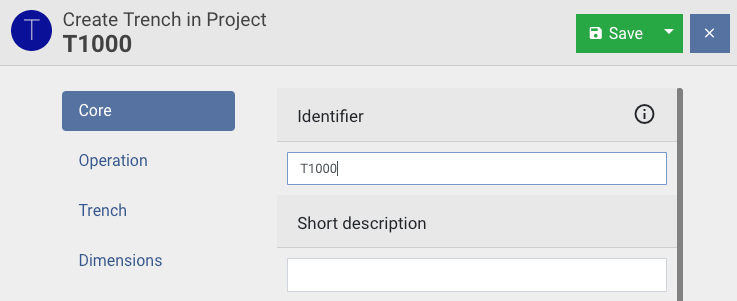 T
Create Trench in Project
T1000
Save
Core
Operation
Trench
Dimensions
Identifier
T1000
Short description